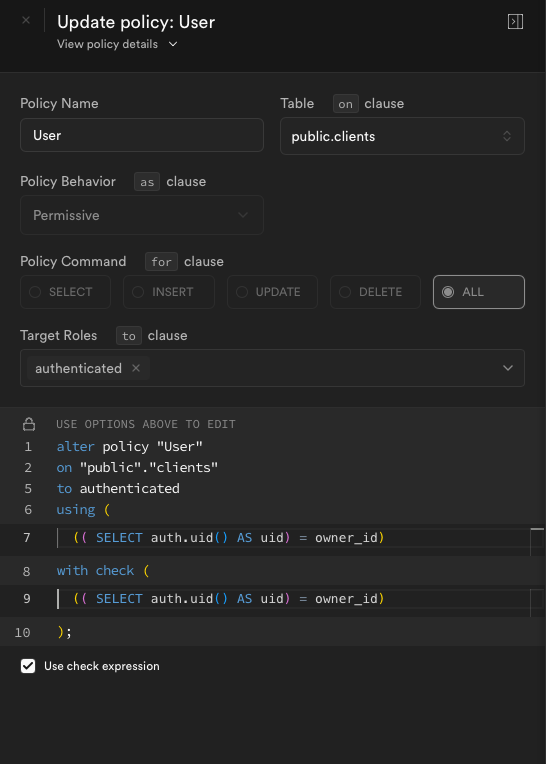 Update policy: User
View policy details
Policy Name
Table on clause
User
public.clients
Policy Behavior as clause
Permissive
Policy Command for clause
SELECT INSERT UPDATE DELETE ALL
Target Roles to clause
authenticated ×
USE OPTIONS ABOVE TO EDIT
1 alter policy "User"
2 on "public"."clients"
5 to authenticated
6 using (
7 (( SELECT auth.uid() AS uid) = owner_id)
8 with check (
9 (( SELECT auth.uid() AS uid) = owner_id)
10 );
Use check expression